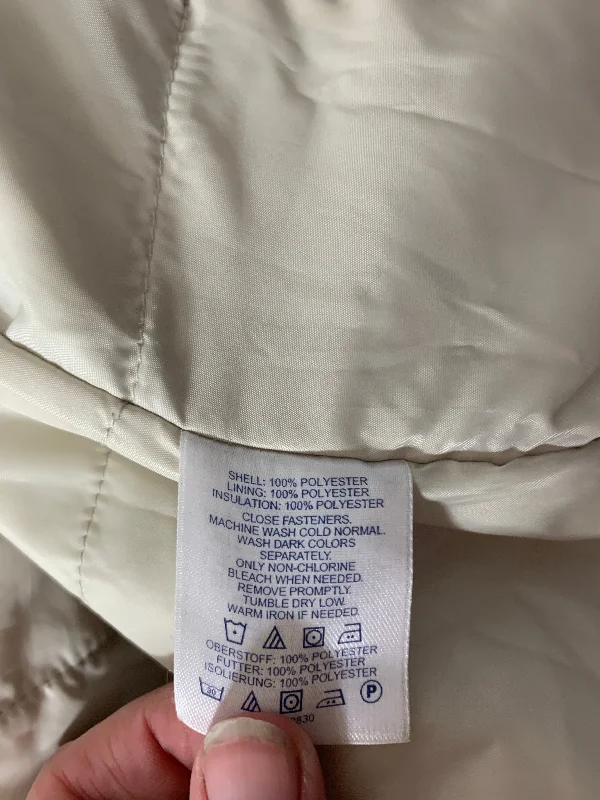 SHELL: 100% POLYESTER
LINING: 100% POLYESTER
INSULATION: 100% POLYESTER
CLOSE FASTENERS.
MACHINE WASH COLD NORMAL.
WASH DARK COLORS
SEPARATELY.
ONLY NON-CHLORINE
BLEACH WHEN NEEDED.
REMOVE PROMPTLY.
TUMBLE DRY LOW.
WARM IRON IF NEEDED.
OBERSTOFF: 100% POLYESTER
FUTTER: 100% POLYESTER
ISOLIERUNG: 100% POLYESTER
30 P